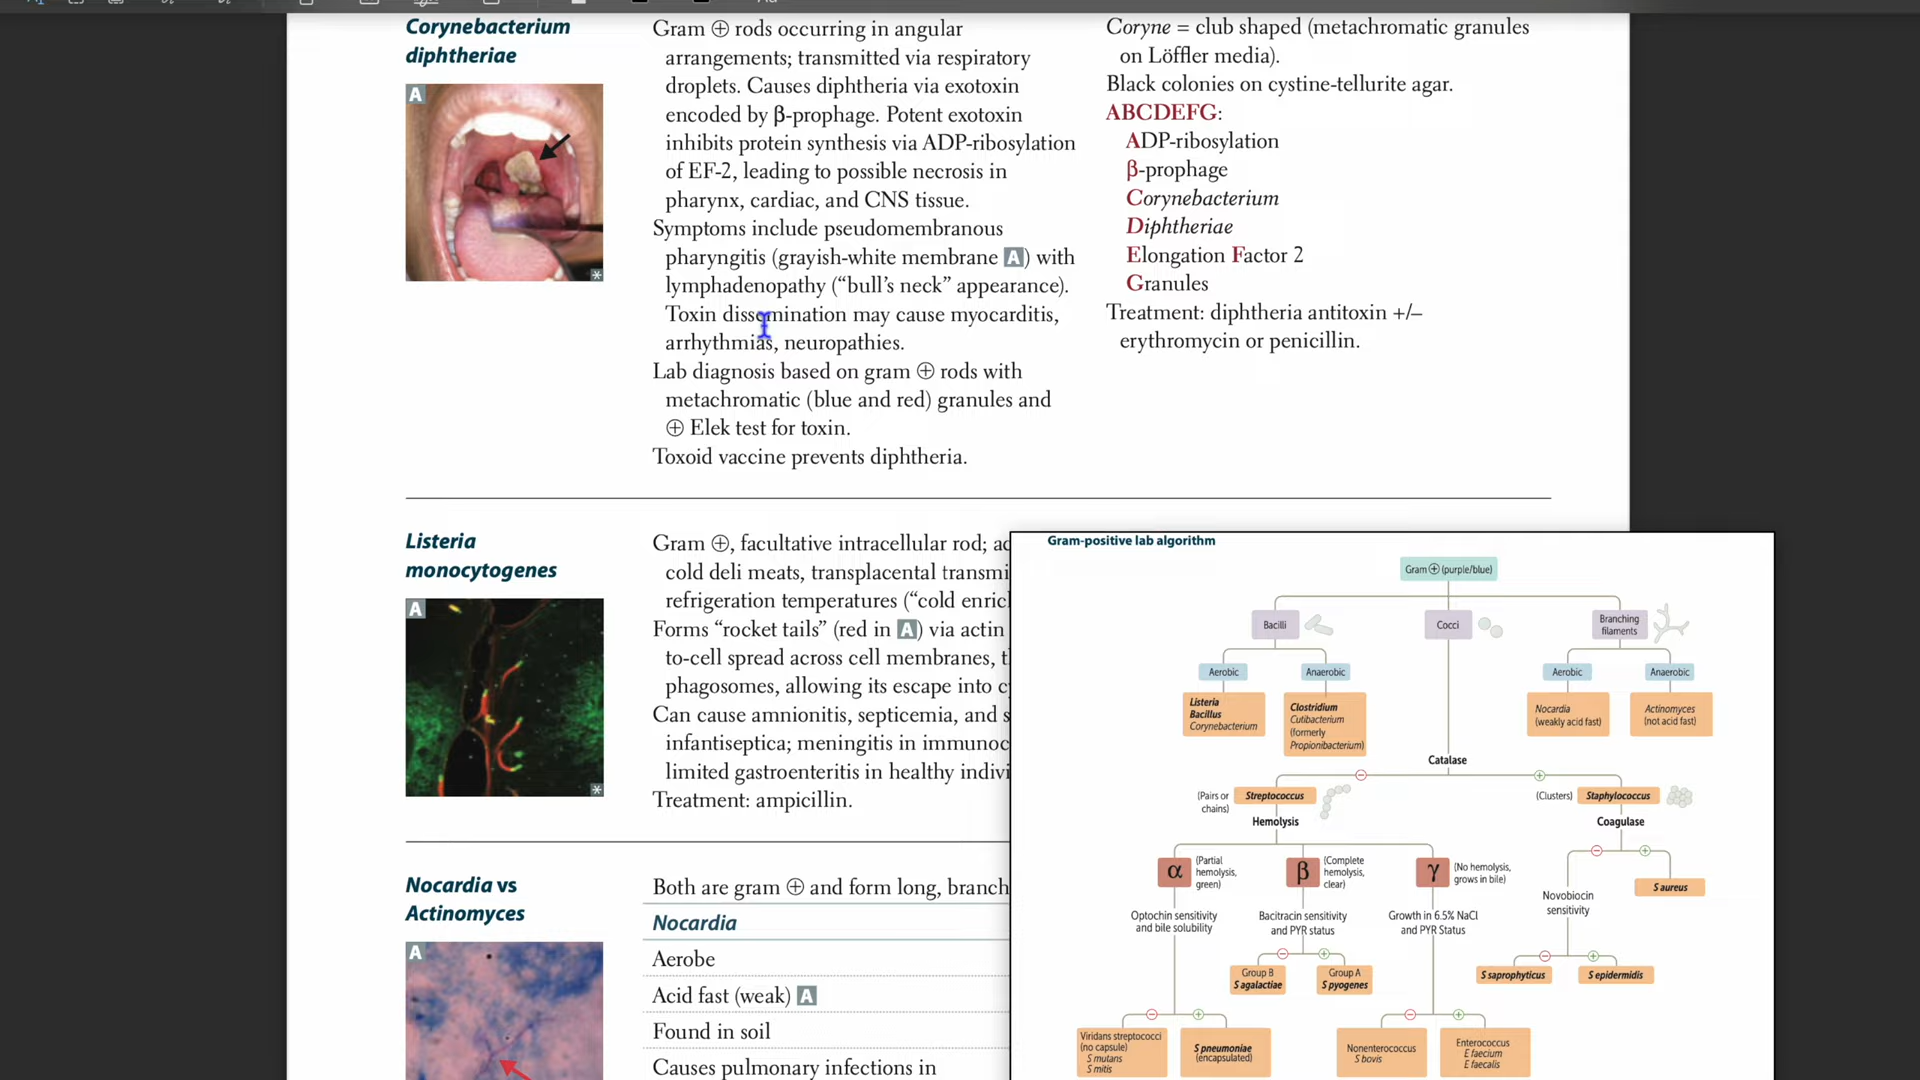 Corynebacterium
diphtheriae
A
Gram ⊕ rods occurring in angular
arrangements; transmitted via respiratory
droplets. Causes diphtheria via exotoxin
encoded by β-prophage. Potent exotoxin
inhibits protein synthesis via ADP-ribosylation
of EF-2, leading to possible necrosis in
pharynx, cardiac, and CNS tissue.
Symptoms include pseudomembranous
pharyngitis (grayish-white membrane A) with
lymphadenopathy (“bull’s neck” appearance).
Toxin dissemination may cause myocarditis,
arrhythmias, neuropathies.
Lab diagnosis based on gram ⊕ rods with
metachromatic (blue and red) granules and
⊕ Elek test for toxin.
Toxoid vaccine prevents diphtheria.
Coryne = club shaped (metachromatic granules
on Löffler media).
Black colonies on cystine-tellurite agar.
ABCDEFG:
ADP-ribosylation
β-prophage
Corynebacterium
Diphtheriae
Elongation Factor 2
Granules
Treatment: diphtheria antitoxin +/–
erythromycin or penicillin.
Listeria
monocytogenes
A
Gram ⊕, facultative intracellular rod;
cold deli meats, transplacental
refrigeration temperatures (“cold
Forms “rocket tails” (red in A) via actin
to-cell spread across cell membranes,
phagosomes, allowing its escape into
Can cause amnionitis, septicemia, and
infantiseptica; meningitis in
limited gastroenteritis in healthy
Treatment: ampicillin.
Nocardia vs
Actinomyces
A
Both are gram ⊕ and form long,
Nocardia
Aerobe
Acid fast (weak) A
Found in soil
Causes pulmonary infections in
Gram-positive lab algorithm
Gram ⊕ (purple/blue)
Bacilli
Cocci
Branching
filaments
Aerobic
Anaerobic
Aerobic
Anaerobic
Listeria
Bacillus
Corynebacterium
Clostridium
Cutibacterium
(formerly
Propionibacterium)
Nocardia
(weakly acid fast)
Actinomyces
(not acid fast)
Catalase
(Pairs or
chains)
Streptococcus
(Clusters)
Staphylococcus
Hemolysis
Coagulase
α
(Partial
hemolysis,
green)
β
(Complete
hemolysis,
clear)
γ
(No hemolysis,
grows in bile)
Novobiocin
sensitivity
S aureus
Optochin sensitivity
and bile solubility
Bacitracin sensitivity
and PYR status
Growth in 6.5% NaCl
and PYR Status
Group B
S agalactiae
Group A
S pyogenes
S saprophyticus
S epidermidis
Viridans streptococci
(no capsule)
S mutans
S mitis
S pneumoniae
(encapsulated)
Nonenterococcus
S bovis
Enterococcus
E faecium
E faecalis